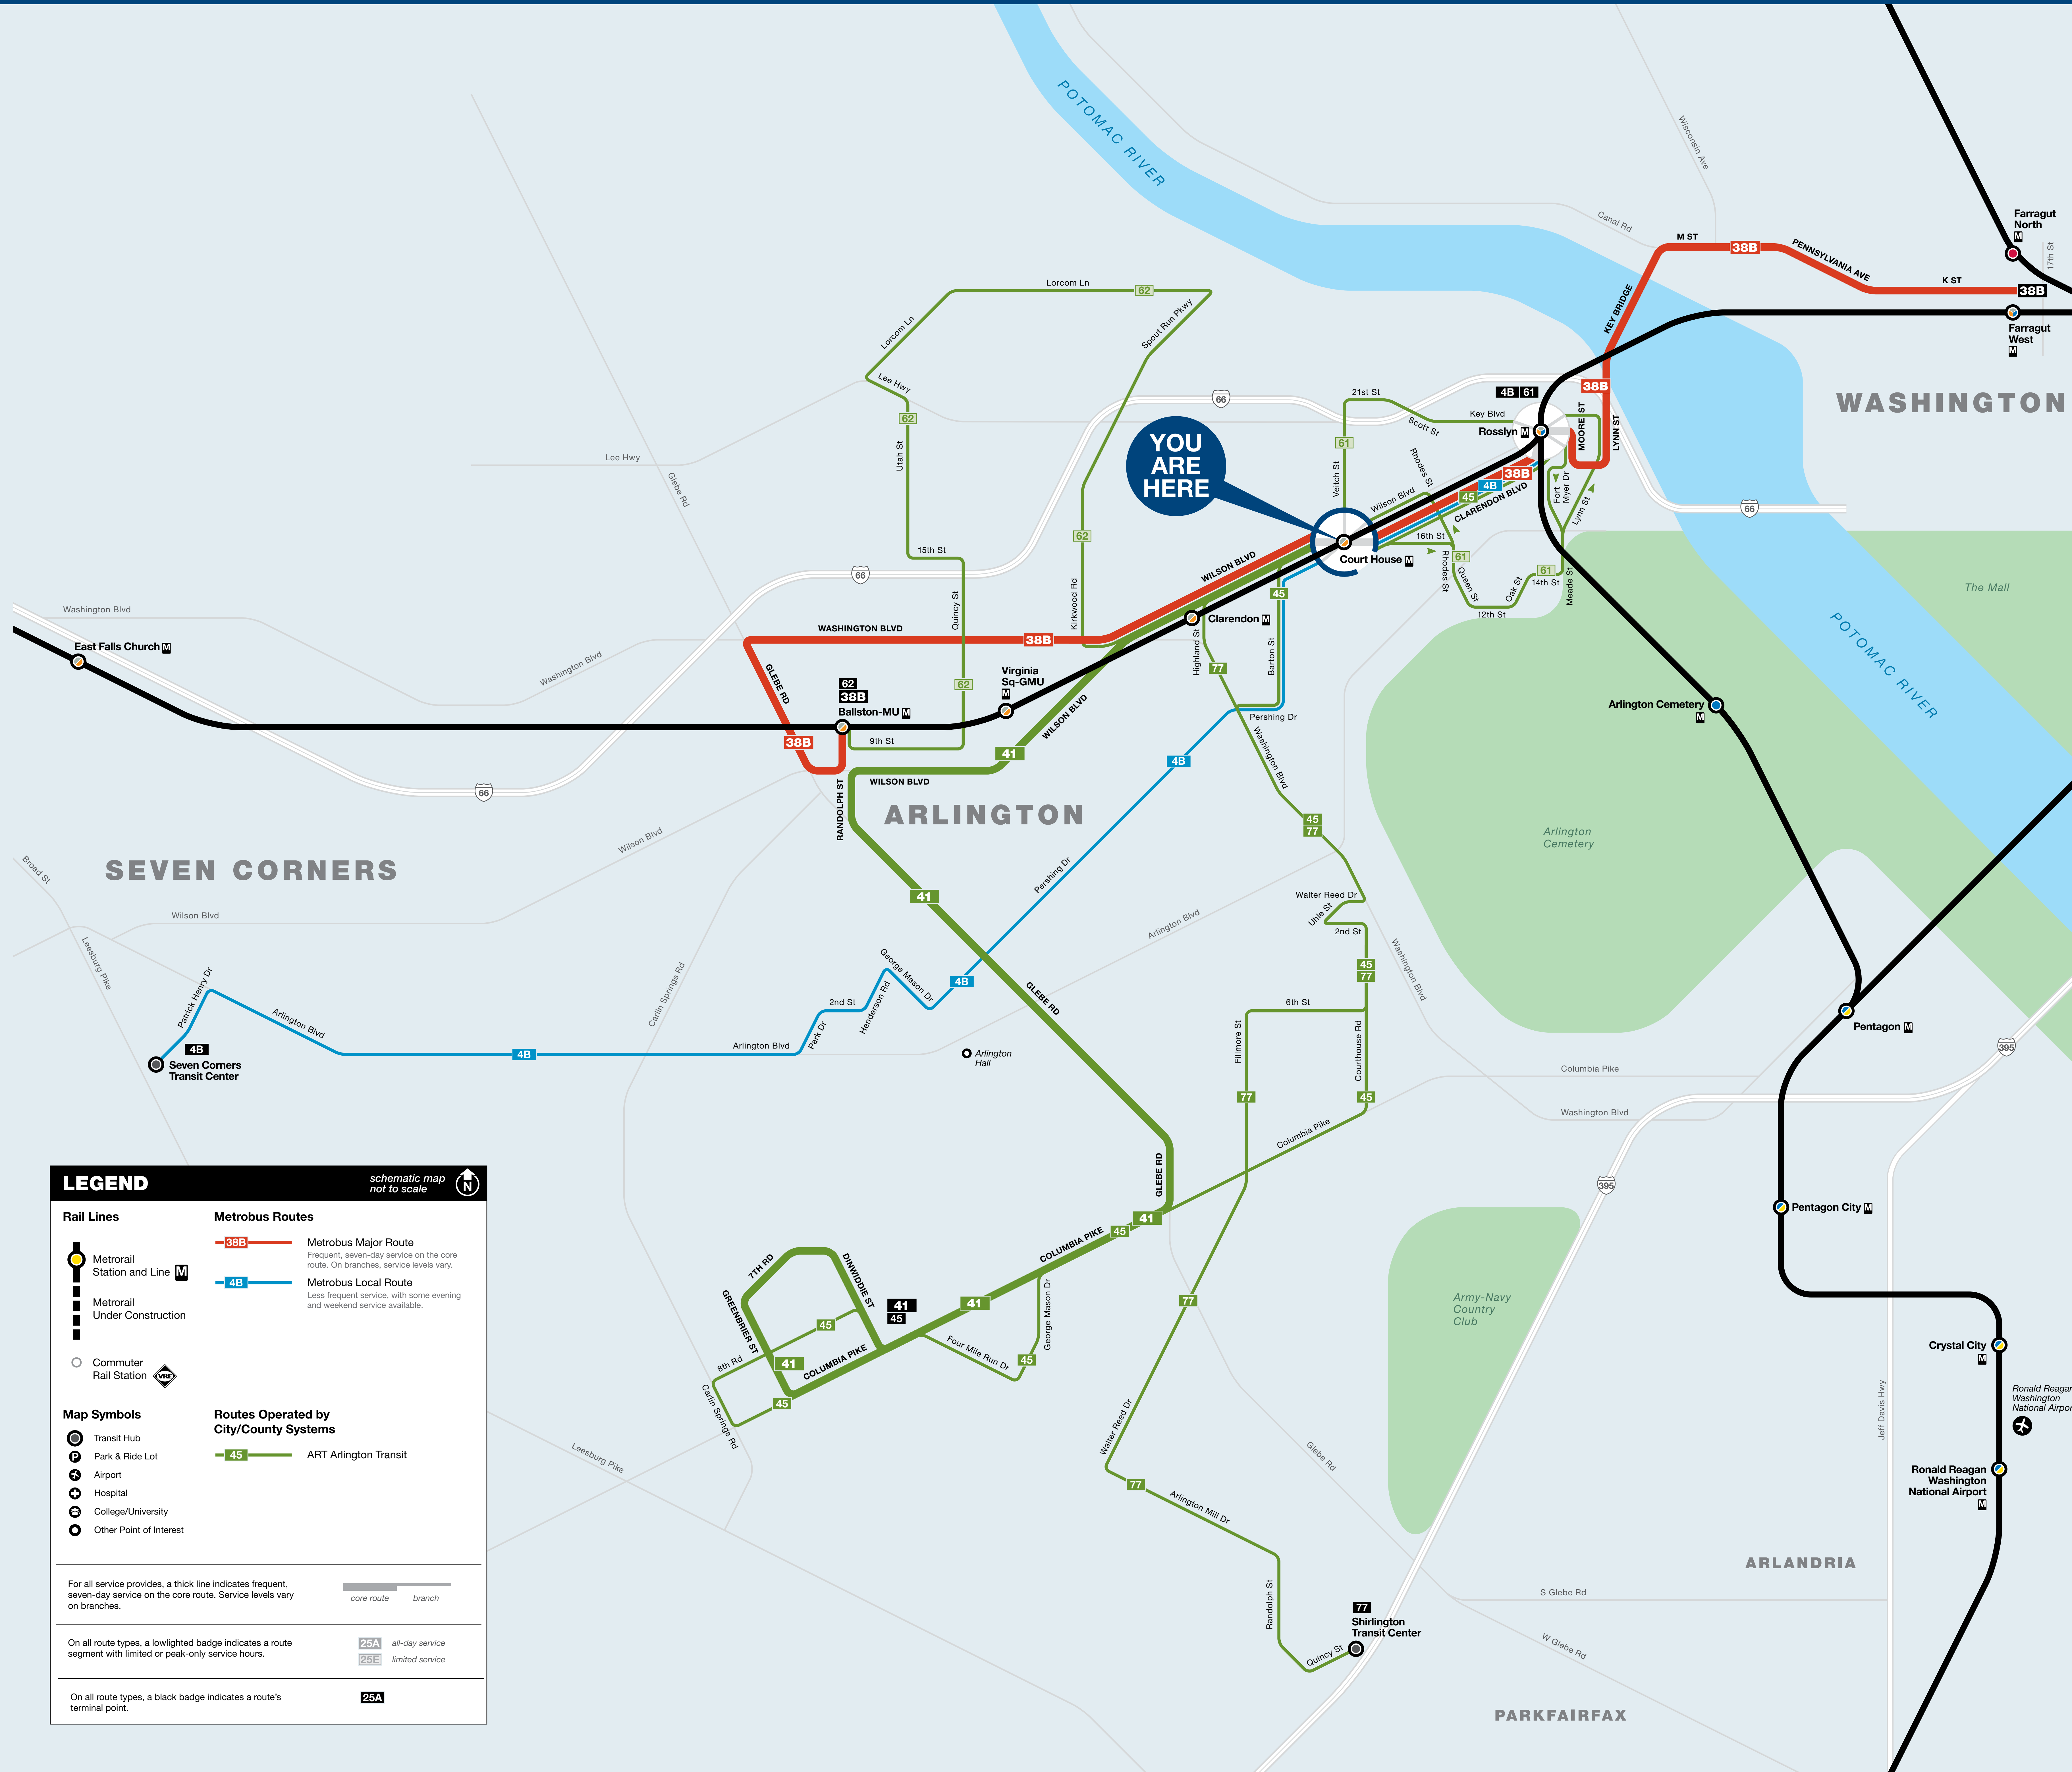 POTOMAC RIVER
Wisconsin Ave
Canal Rd
Farragut
North
M
17th St
M ST
38B
PENNSYLVANIA AVE
K ST
38B
KEY BRIDGE
Farragut
West
M
WASHINGTON
Lorcom Ln
62
Lorcom Ln
Spout Run Pkwy
Lee Hwy
62
Utah St
66
21st St
4B 61
38B
Key Blvd
Scott St
Rosslyn M
MOORE ST
LYNN ST
YOU
ARE
HERE
61
Veitch St
Rhodes St
38B
4B
45
CLARENDON BLVD
Wilson Blvd
Fort
Myer Dr
Lynn St
66
Lee Hwy
Glebe Rd
62
15th St
66
Kirkwood Rd
Quincy St
WILSON BLVD
Court House M
16th St
61
Rhodes St
Queen St
Oak St
61
14th St
12th St
Meade St
The Mall
POTOMAC RIVER
Washington Blvd
East Falls Church M
Washington Blvd
WASHINGTON BLVD
38B
45
Clarendon M
Highland St
Barton St
77
GLEBE RD
62
38B
Ballston-MU M
Virginia
Sq-GMU
M
62
38B
9th St
WILSON BLVD
41
WILSON BLVD
Pershing Dr
Washington Blvd
4B
Arlington Cemetery
M
66
RANDOLPH ST
ARLINGTON
SEVEN CORNERS
Wilson Blvd
45
77
Arlington
Cemetery
Broad St
Wilson Blvd
41
Pershing Dr
Walter Reed Dr
Uhle St
2nd St
Arlington Blvd
Washington Blvd
Leesburg Pike
Patrick Henry Dr
Carlin Springs Rd
George Mason Dr
4B
45
77
GLEBE RD
2nd St
Henderson Rd
Park Dr
6th St
Arlington Blvd
4B
Seven Corners
Transit Center
4B
Arlington Blvd
Arlington
Hall
Fillmore St
Courthouse Rd
Pentagon M
395
Columbia Pike
77
45
Washington Blvd
Columbia Pike
GLEBE RD
395
Pentagon City M
41
45
COLUMBIA PIKE
7TH RD
DINWIDDIE ST
GREENBRIER ST
41
45
41
George Mason Dr
45
8th Rd
41
COLUMBIA PIKE
Four Mile Run Dr
45
45
Carlin Springs Rd
77
Army-Navy
Country
Club
Crystal City
M
Jeff Davis Hwy
Ronald Reagan
Washington
National Airpor
Walter Reed Dr
Leesburg Pike
Glebe Rd
77
Arlington Mill Dr
Ronald Reagan
Washington
National Airport
M
ARLANDRIA
Randolph St
S Glebe Rd
77
Shirlington
Transit Center
Quincy St
W Glebe Rd
PARKFAIRFAX
LEGEND
schematic map
not to scale
N
Rail Lines
Metrorail
Station and Line M
Metrorail
Under Construction
Commuter
Rail Station VRE
Metrobus Routes
38B
Metrobus Major Route
Frequent, seven-day service on the core
route. On branches, service levels vary.
4B
Metrobus Local Route
Less frequent service, with some evening
and weekend service available.
Map Symbols
Transit Hub
P Park & Ride Lot
Airport
Hospital
College/University
Other Point of Interest
Routes Operated by
City/County Systems
45 ART Arlington Transit
For all service provides, a thick line indicates frequent,
seven-day service on the core route. Service levels vary
on branches.
core route branch
On all route types, a lowlighted badge indicates a route
segment with limited or peak-only service hours.
25A all-day service
25E limited service
On all route types, a black badge indicates a route's
terminal point.
25A